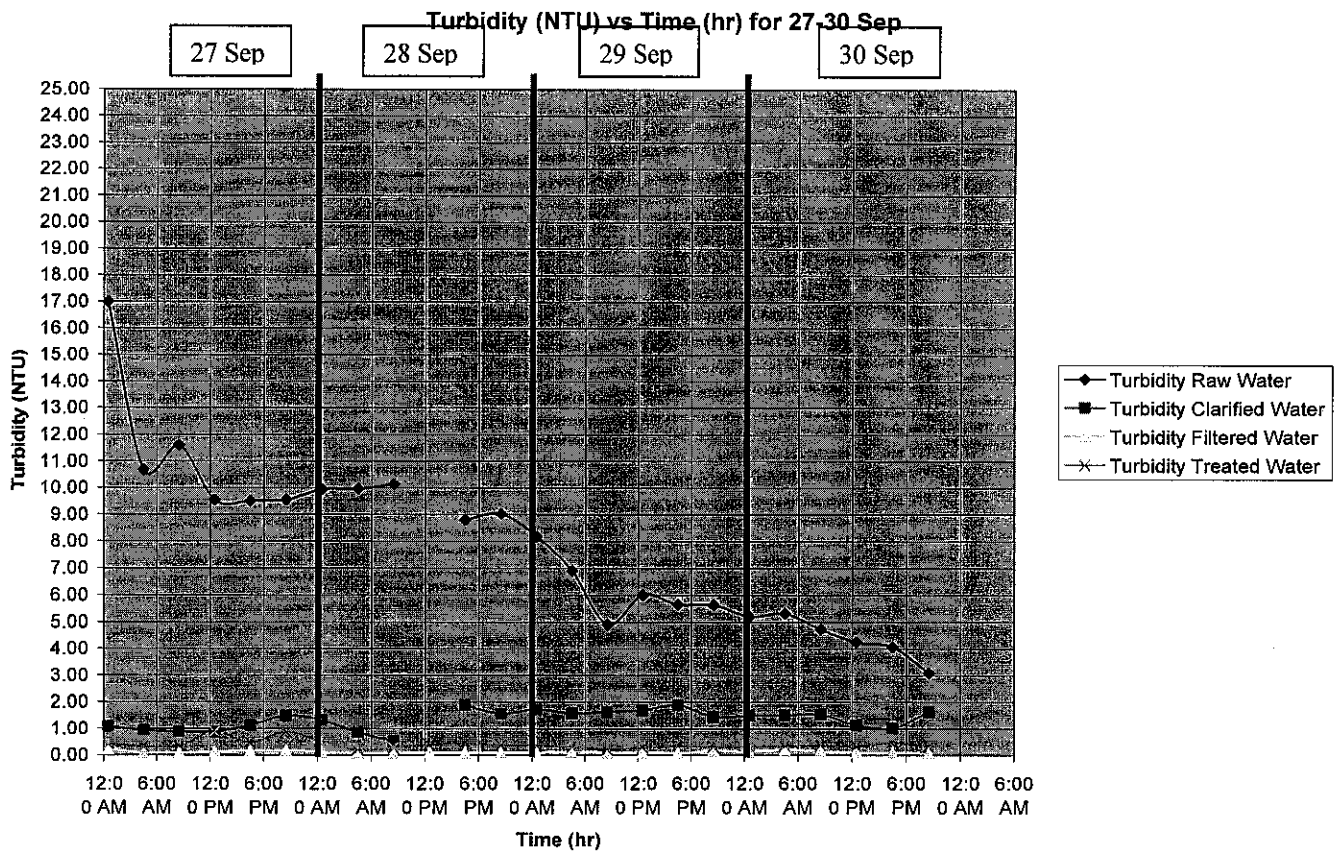 Turbidity (NTU) vs Time (hr) for 27-30 Sep
27 Sep
28 Sep
29 Sep
30 Sep
25.00
24.00
23.00
22.00
21.00
20.00
19.00
18.00
17.00
16.00
15.00
14.00
13.00
12.00
11.00
10.00
9.00
8.00
7.00
6.00
5.00
4.00
3.00
2.00
1.00
0.00
Turbidity (NTU)
12:0 6:00 12:0 6:00 12:0 6:00 12:0 6:00 12:0 6:00 12:0 6:00 12:0 6:00 12:0 6:00 12:0 6:00
0 AM AM 0 PM PM 0 AM AM 0 PM PM 0 AM AM 0 PM PM 0 AM AM 0 PM PM 0 AM AM
Time (hr)
Turbidity Raw Water
Turbidity Clarified Water
Turbidity Filtered Water
Turbidity Treated Water